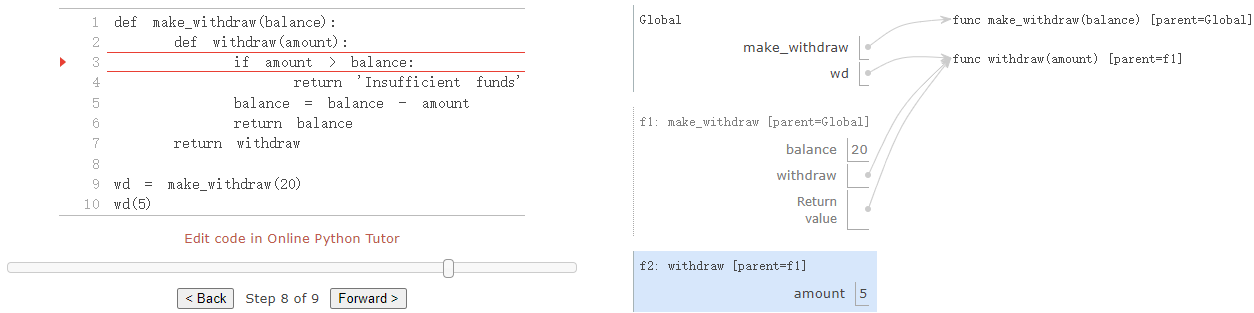 1 def make_withdraw(balance):
2 def withdraw(amount):
3 if amount > balance:
4 return 'Insufficient funds'
5 balance = balance - amount
6 return balance
7 return withdraw
8
9 wd = make_withdraw(20)
10 wd(5)
Edit code in Online Python Tutor
< Back Step 8 of 9 Forward >
Global
make_withdraw
wd
func make_withdraw(balance) [parent=Global]
func withdraw(amount) [parent=f1]
f1: make_withdraw [parent=Global]
balance 20
withdraw
Return
value
f2: withdraw [parent=f1]
amount 5